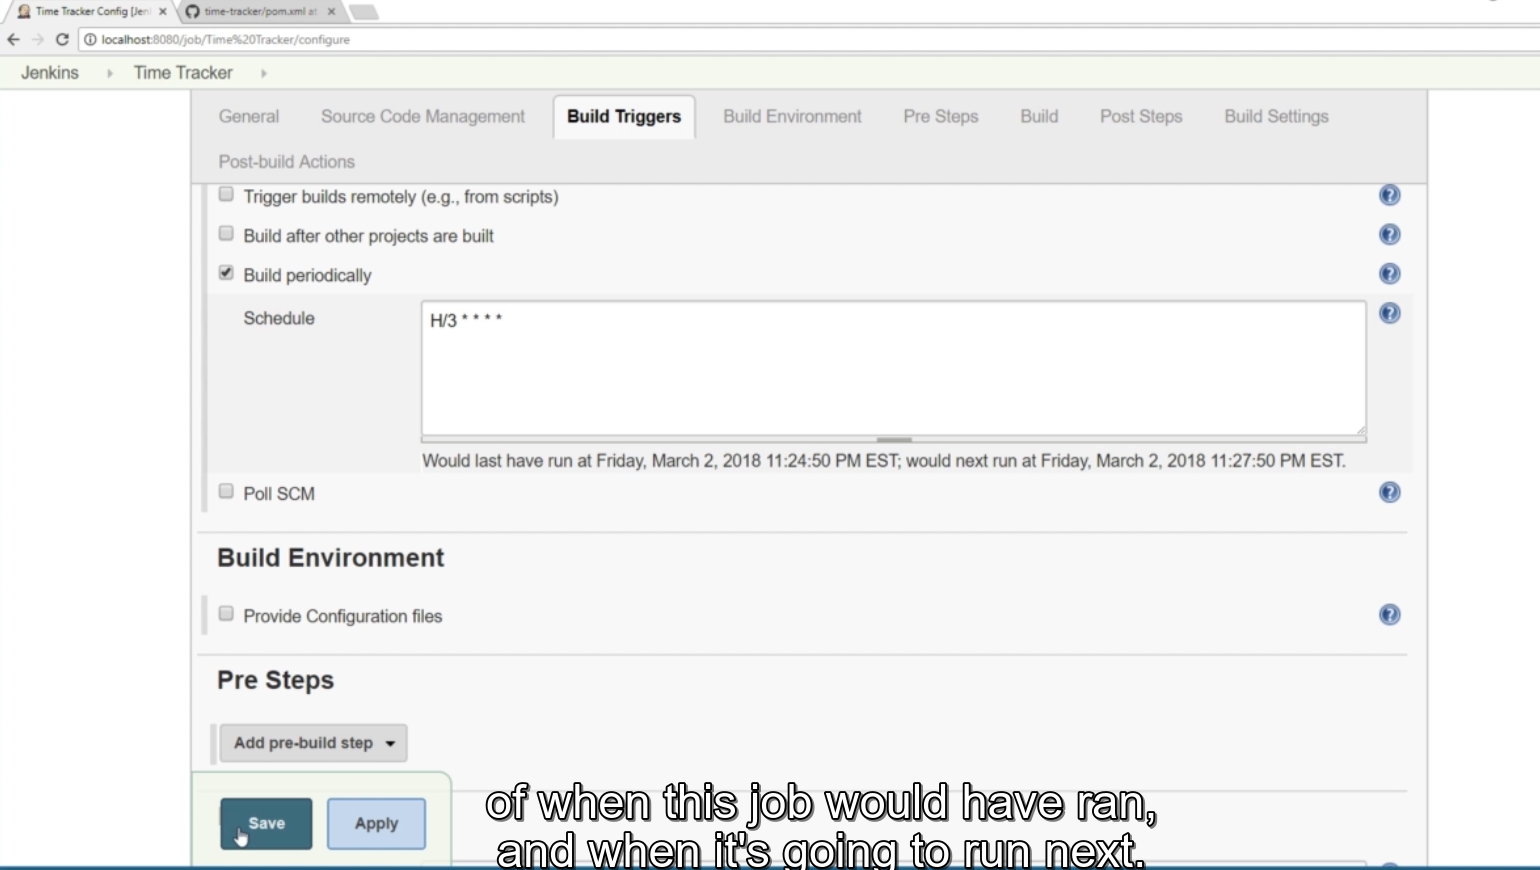 Time Tracker Config [Jen
time-tracker/pom.xml at
localhost:8080/job/Time%20Tracker/configure
Jenkins
Time Tracker
General
Source Code Management
Build Triggers
Build Environment
Pre Steps
Build
Post Steps
Build Settings
Post-build Actions
Trigger builds remotely (e.g., from scripts)
Build after other projects are built
Build periodically
Schedule
H/3 * * * *
Would last have run at Friday, March 2, 2018 11:24:50 PM EST; would next run at Friday, March 2, 2018 11:27:50 PM EST.
Poll SCM
Build Environment
Provide Configuration files
Pre Steps
Add pre-build step
Save
Apply
of when this job would have ran,
and when it's going to run next.